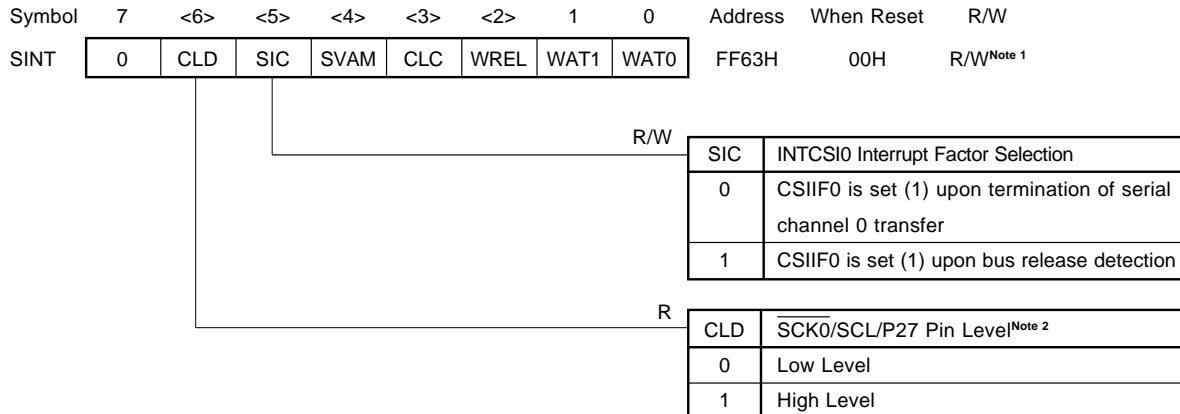 Symbol 7 <6> <5> <4> <3> <2> 1 0 Address When Reset R/W
SINT 0 CLD SIC SVAM CLC WREL WAT1 WAT0 FF63H 00H R/WNote 1
R/W
SIC INTCSI0 Interrupt Factor Selection
0 CSIIF0 is set (1) upon termination of serial
channel 0 transfer
1 CSIIF0 is set (1) upon bus release detection
R
CLD SCK0/SCL/P27 Pin LevelNote 2
0 Low Level
1 High Level